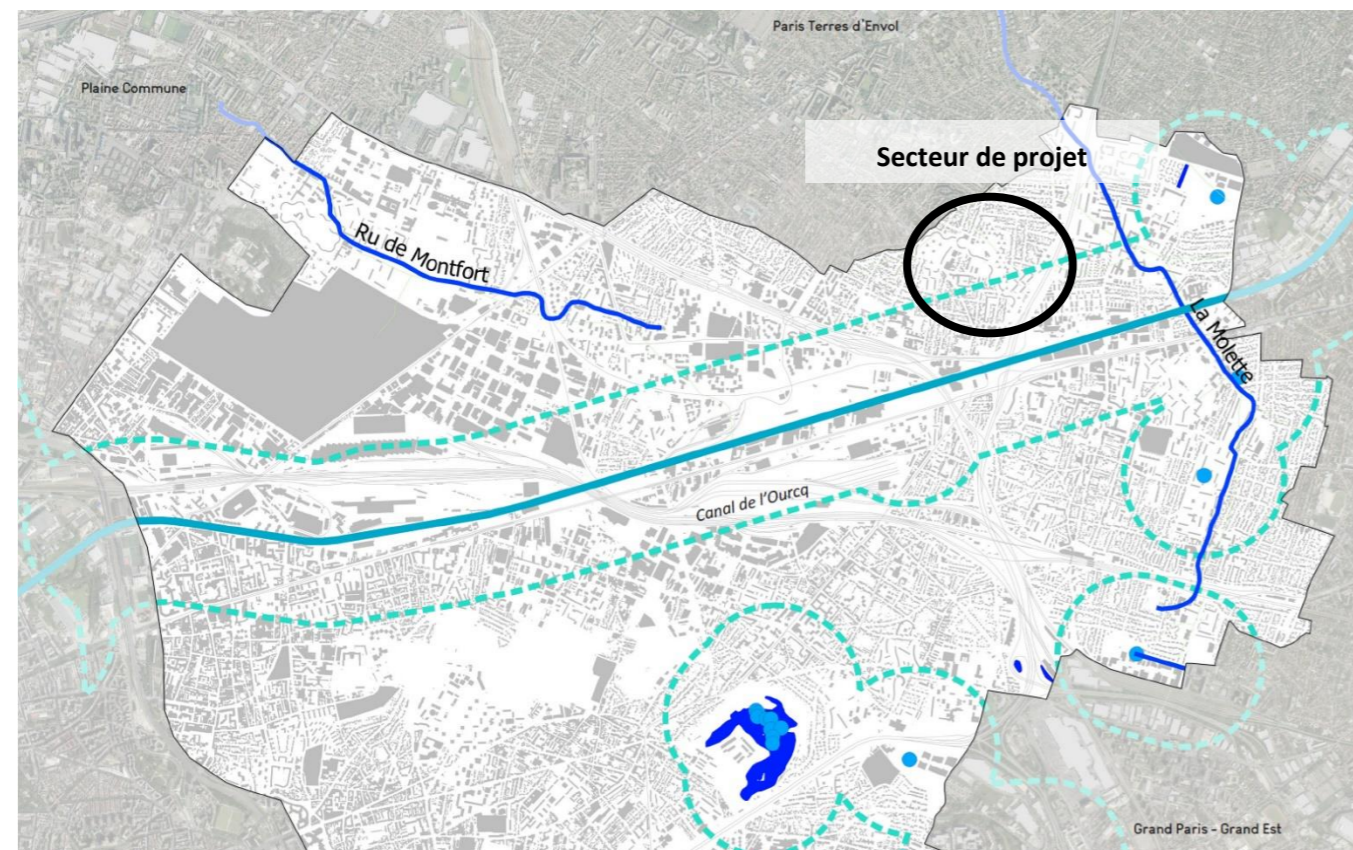 Paris Terres d'Envol
Plaine Commune
Secteur de projet
Ru de Montfort
La Molette
Canal de l'Ourcq
Grand Paris - Grand Est